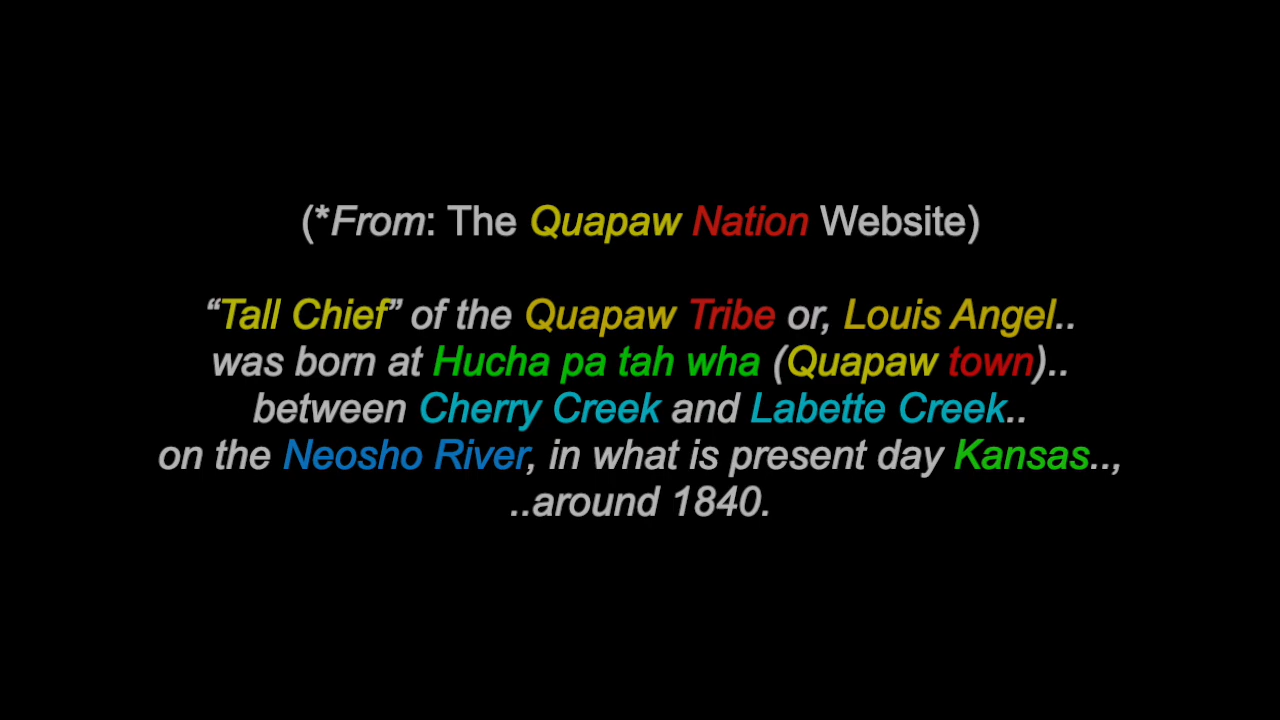 (*From: The Quapaw Nation Website)
“Tall Chief” of the Quapaw Tribe or, Louis Angel..
was born at Hucha pa tah wha (Quapaw town)..
between Cherry Creek and Labette Creek..
on the Neosho River, in what is present day Kansas..,
..around 1840.